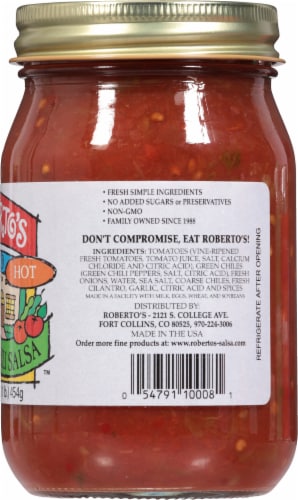 • FRESH SIMPLE INGREDIENTS
• NO ADDED SUGARS or PRESERVATIVES
• NON-GMO
• FAMILY OWNED SINCE 1988
DON'T COMPROMISE, EAT ROBERTO'S!
INGREDIENTS: TOMATOES (VINE-RIPENED
FRESH TOMATOES, TOMATO JUICE, SALT, CALCIUM
CHLORIDE AND CITRIC ACID), GREEN CHILES
(GREEN CHILI PEPPERS, SALT, CITRIC ACID), FRESH
ONIONS, WATER, SEA SALT, COARSE CHILES, FRESH
CILANTRO, GARLIC, CITRIC ACID AND SPICES
MADE IN A FACILITY WITH MILK, EGGS, WHEAT, AND SOYBEANS
DISTRIBUTED BY:
ROBERTO'S - 2121 S. COLLEGE AVE.
FORT COLLINS, CO 80525, 970-226-3006
MADE IN THE USA
Order more fine products at: www.robertos-salsa.com
0 54791 10008 1
REFRIGERATE AFTER OPENING
TO'S
HOT
SALSA
TM
lb (454g